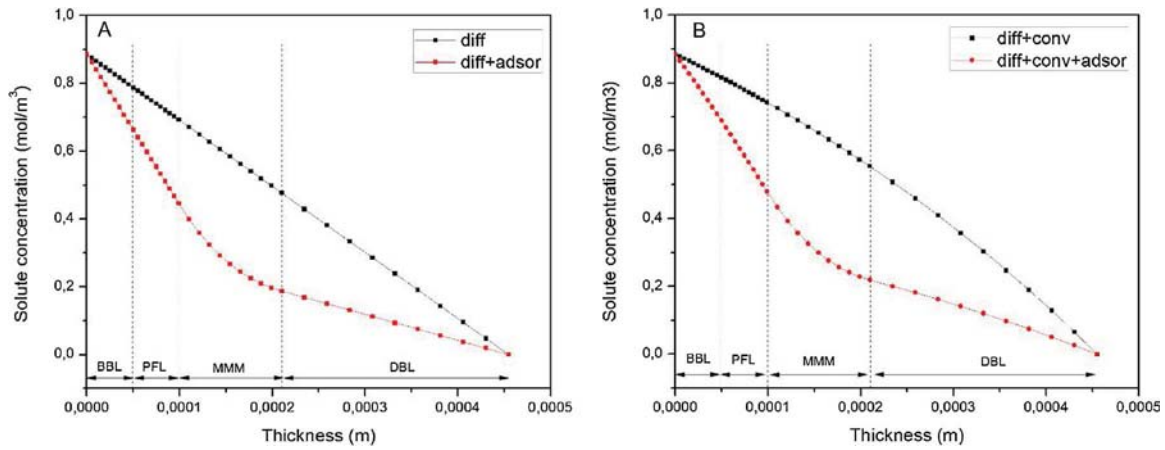 A
diff
diff+adsor
Solute concentration (mol/m³)
1,0
0,8
0,6
0,4
0,2
0,0
BBL PFL MMM DBL
0,0000 0,0001 0,0002 0,0003 0,0004 0,0005
Thickness (m)
B
diff+conv
diff+conv+adsor
Solute concentration (mol/m3)
1,0
0,8
0,6
0,4
0,2
0,0
BBL PFL MMM DBL
0,0000 0,0001 0,0002 0,0003 0,0004 0,0005
Thickness (m)